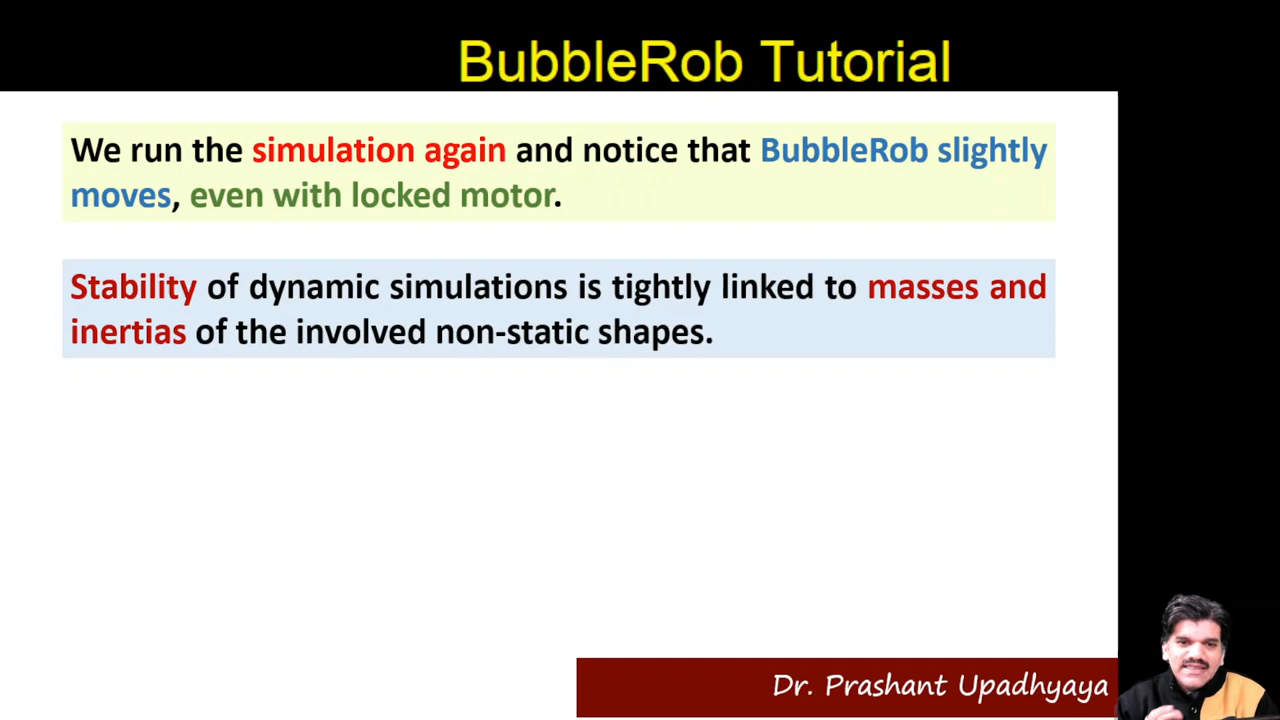 BubbleRob Tutorial
We run the simulation again and notice that BubbleRob slightly
moves, even with locked motor.
Stability of dynamic simulations is tightly linked to masses and
inertias of the involved non-static shapes.
Dr. Prashant Upadhyaya